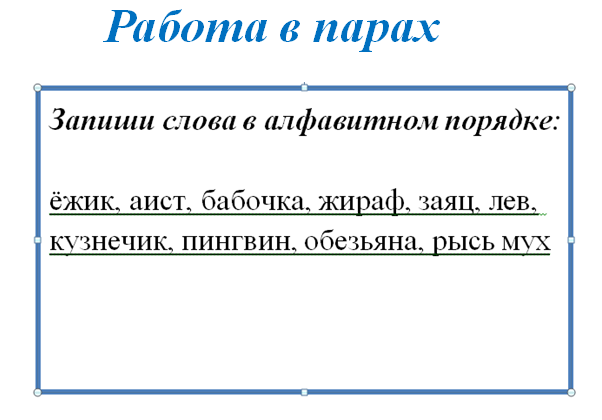 Работа в парах
Запиши слова в алфавитном порядке:
ёжик, аист, бабочка, жираф, заяц, лев,
кузнечик, пингвин, обезьяна, рысь мух